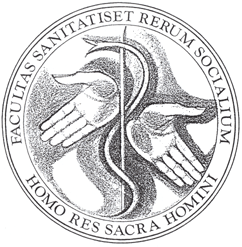 FACULTAS SANITATISET RERUM SOCIALIUM
HOMO RES SACRA HOMINI